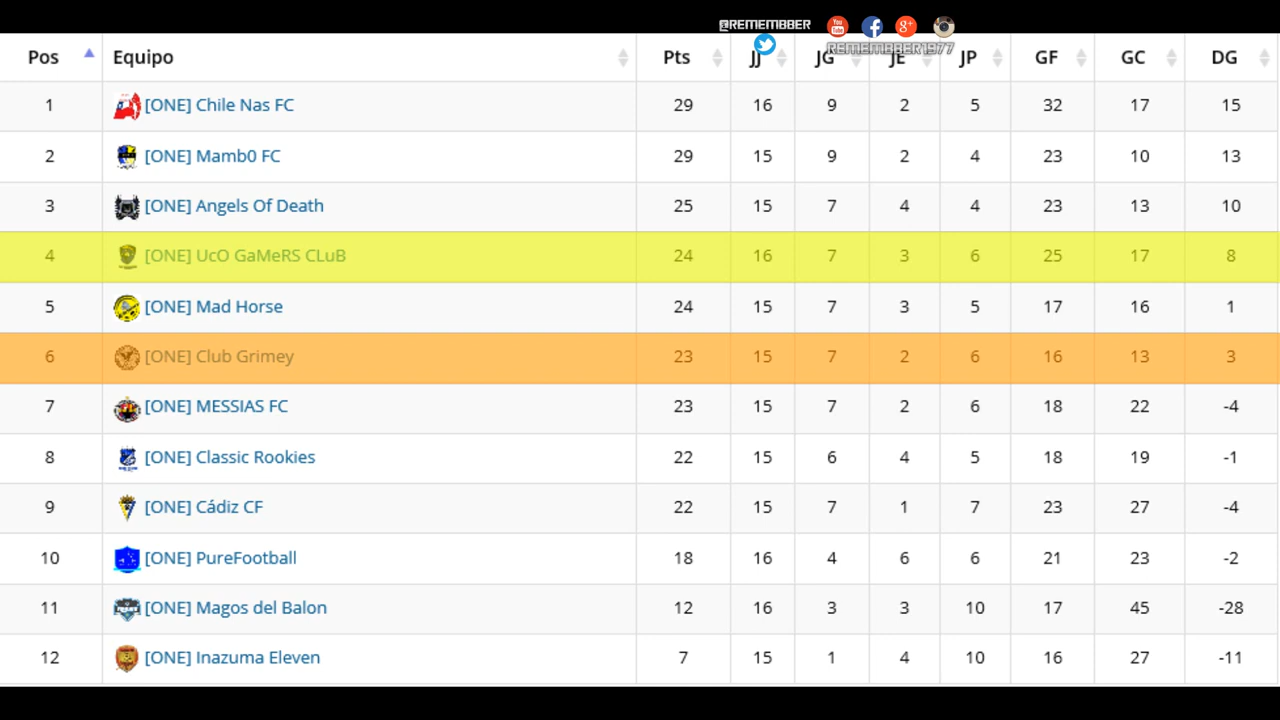 @REMEM8BER
REMEMBER1977
Pos Equipo Pts JJ JG JE JP GF GC DG
1 [ONE] Chile Nas FC 29 16 9 2 5 32 17 15
2 [ONE] Mamb0 FC 29 15 9 2 4 23 10 13
3 [ONE] Angels Of Death 25 15 7 4 4 23 13 10
4 [ONE] UcO GaMeRS CLuB 24 16 7 3 6 25 17 8
5 [ONE] Mad Horse 24 15 7 3 5 17 16 1
6 [ONE] Club Grimey 23 15 7 2 6 16 13 3
7 [ONE] MESSIAS FC 23 15 7 2 6 18 22 -4
8 [ONE] Classic Rookies 22 15 6 4 5 18 19 -1
9 [ONE] Cádiz CF 22 15 7 1 7 23 27 -4
10 [ONE] PureFootball 18 16 4 6 6 21 23 -2
11 [ONE] Magos del Balon 12 16 3 3 10 17 45 -28
12 [ONE] Inazuma Eleven 7 15 1 4 10 16 27 -11